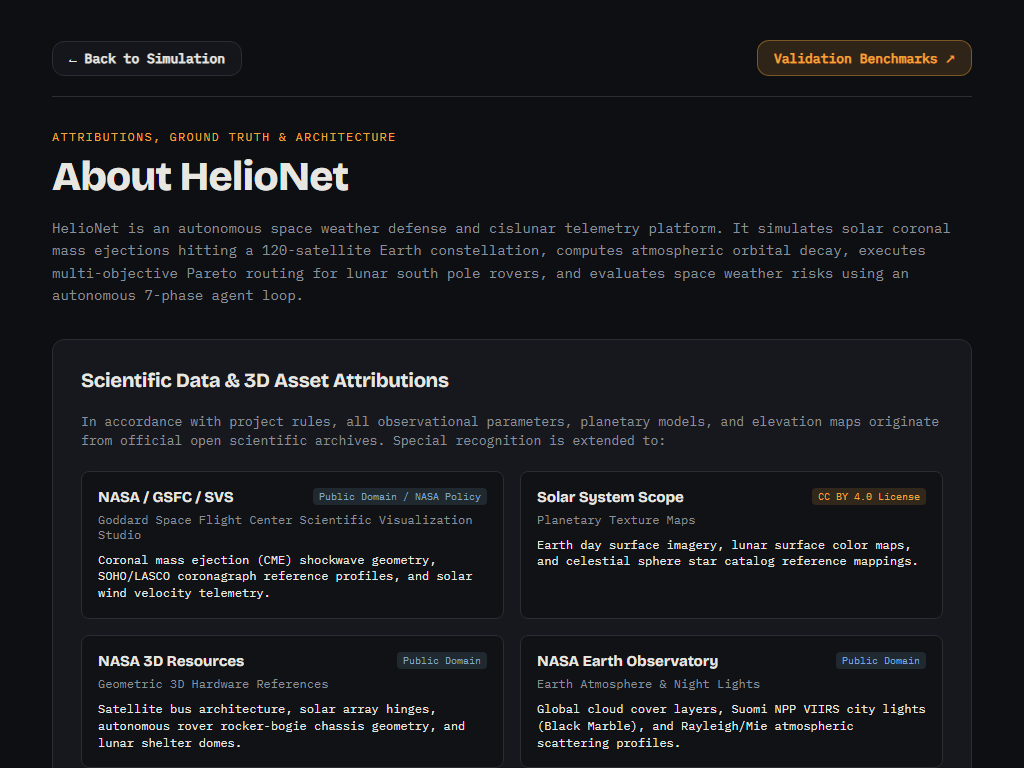 ← Back to Simulation
Validation Benchmarks ↗
ATTRIBUTIONS, GROUND TRUTH & ARCHITECTURE
About HelioNet
HelioNet is an autonomous space weather defense and cislunar telemetry platform. It simulates solar coronal
mass ejections hitting a 120-satellite Earth constellation, computes atmospheric orbital decay, executes
multi-objective Pareto routing for lunar south pole rovers, and evaluates space weather risks using an
autonomous 7-phase agent loop.
Scientific Data & 3D Asset Attributions
In accordance with project rules, all observational parameters, planetary models, and elevation maps originate
from official open scientific archives. Special recognition is extended to:
NASA / GSFC / SVS
Public Domain / NASA Policy
Goddard Space Flight Center Scientific Visualization
Studio
Coronal mass ejection (CME) shockwave geometry,
SOHO/LASCO coronagraph reference profiles, and solar
wind velocity telemetry.
Solar System Scope
CC BY 4.0 License
Planetary Texture Maps
Earth day surface imagery, lunar surface color maps,
and celestial sphere star catalog reference mappings.
NASA 3D Resources
Public Domain
Geometric 3D Hardware References
Satellite bus architecture, solar array hinges,
autonomous rover rocker-bogie chassis geometry, and
lunar shelter domes.
NASA Earth Observatory
Public Domain
Earth Atmosphere & Night Lights
Global cloud cover layers, Suomi NPP VIIRS city lights
(Black Marble), and Rayleigh/Mie atmospheric
scattering profiles.